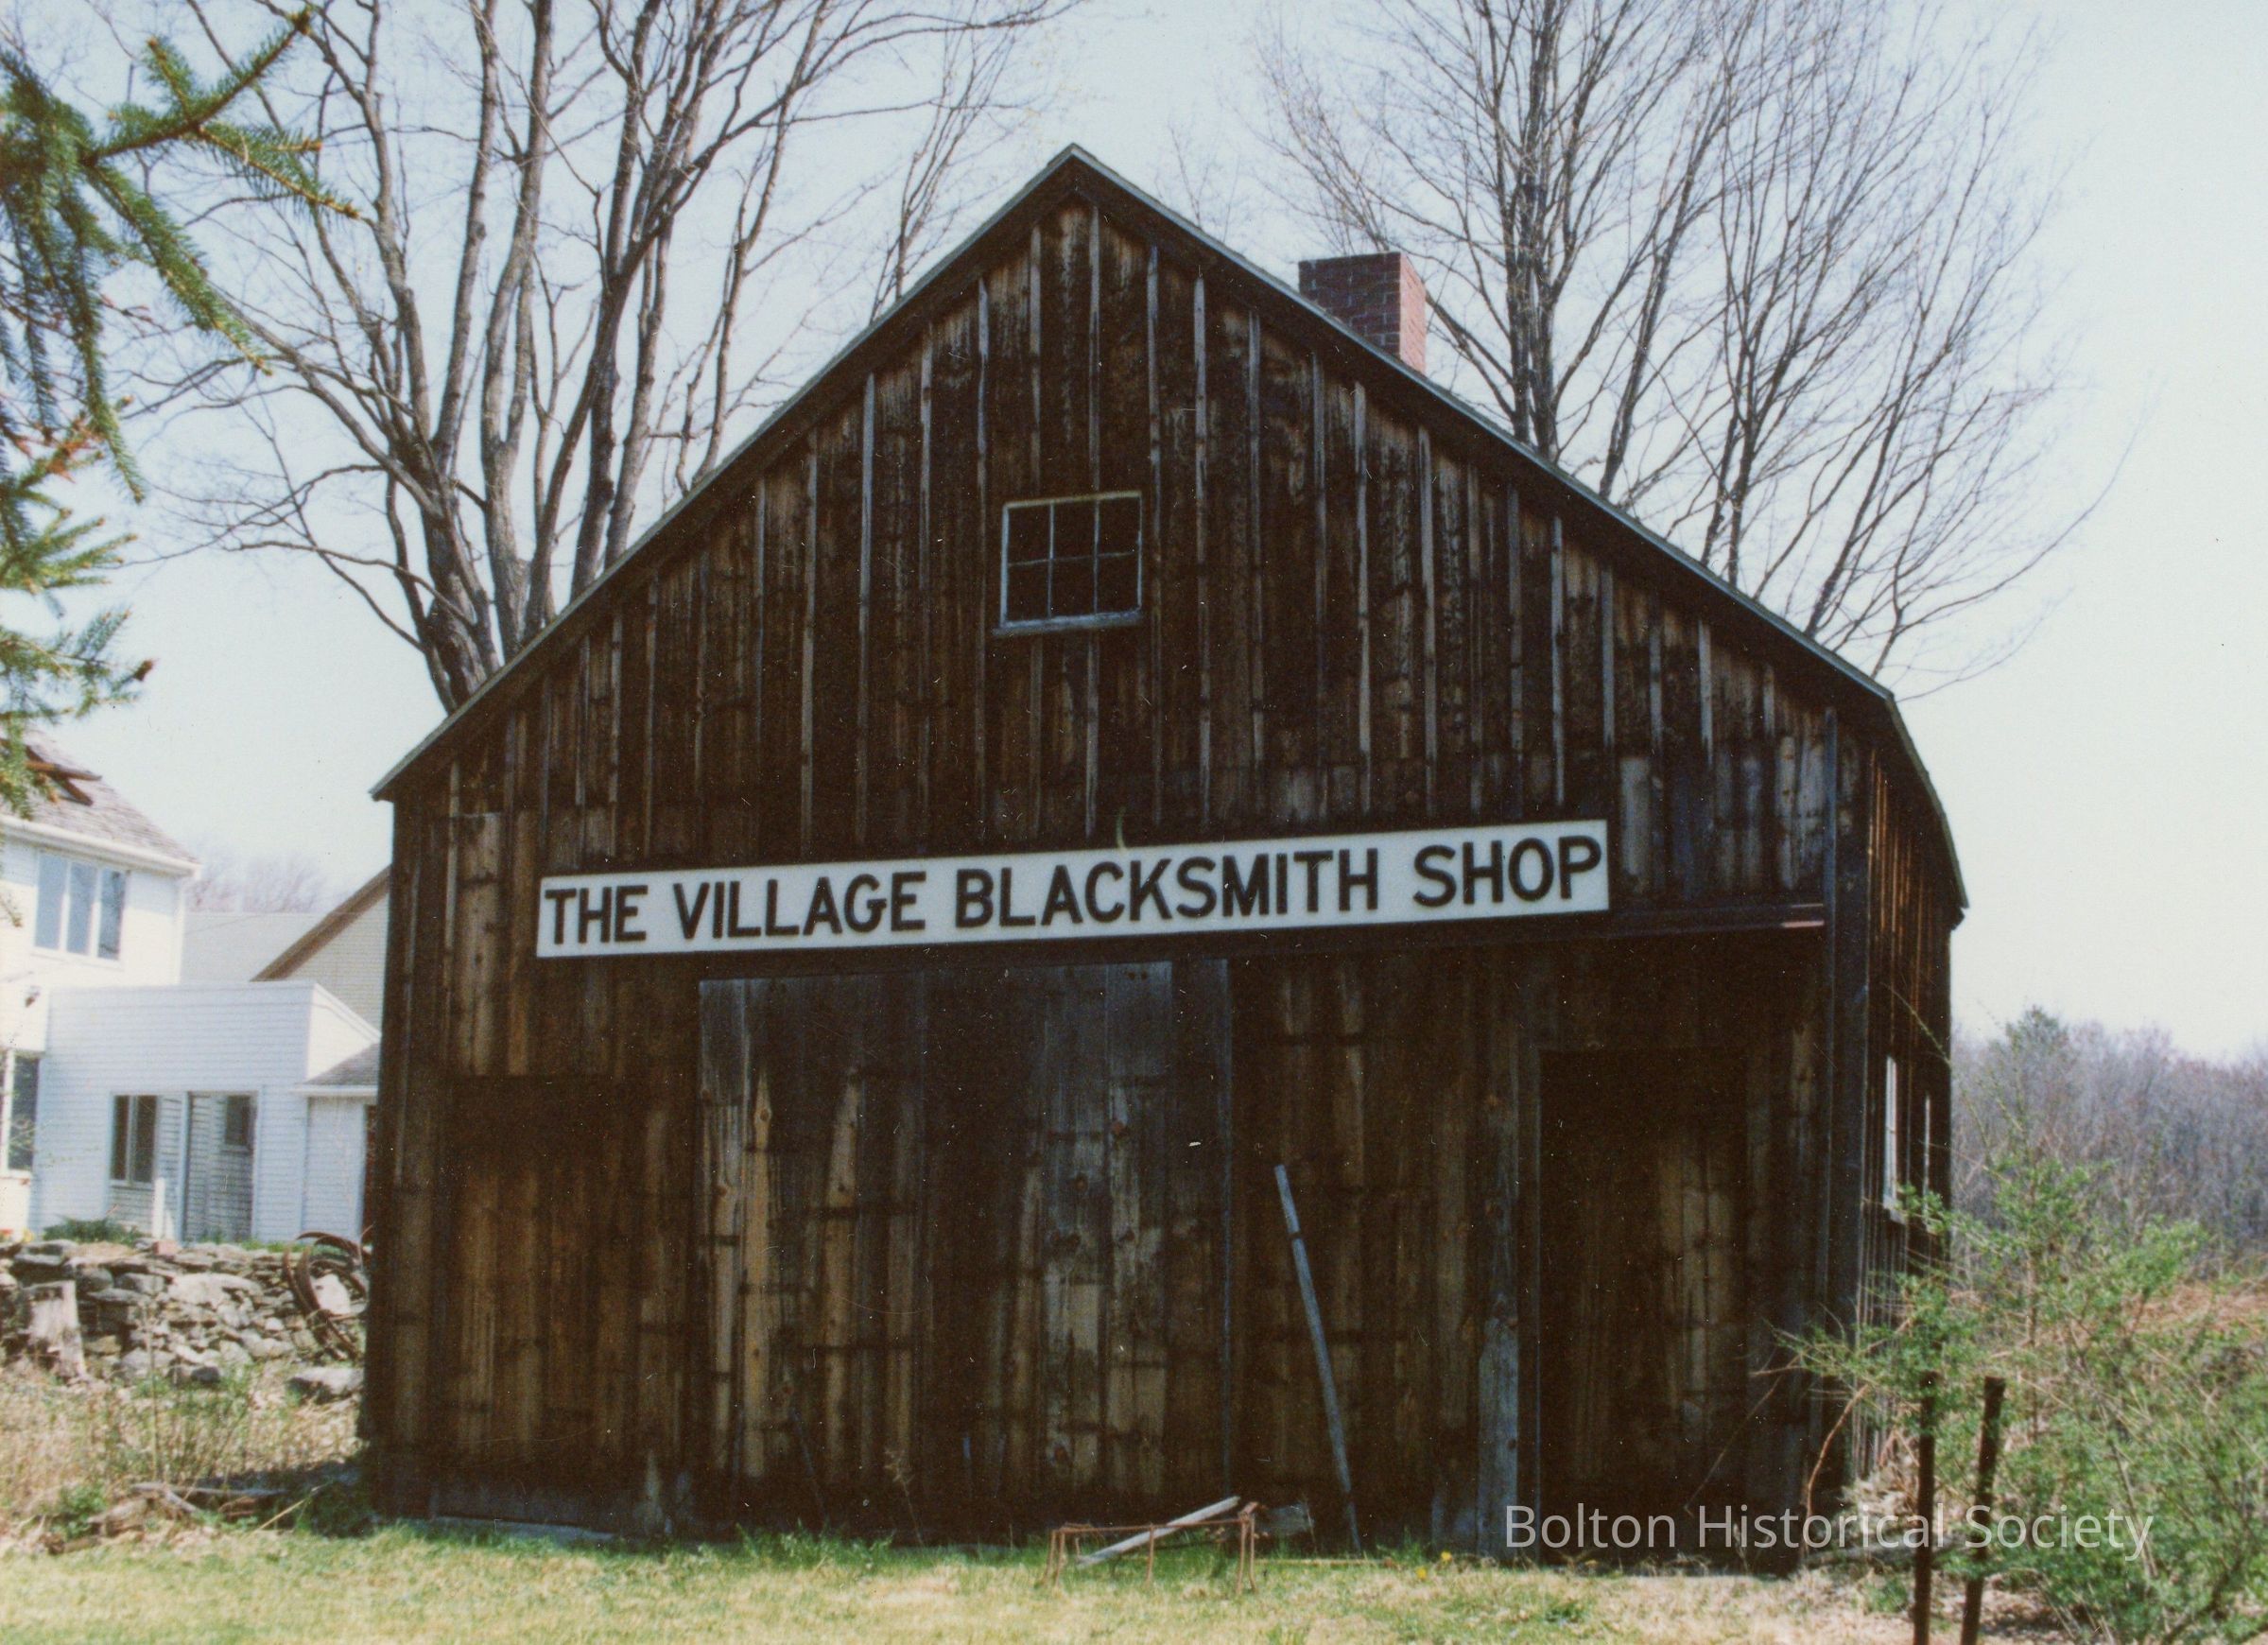 THE VILLAGE BLACKSMITH SHOP
Bolton Historical Society